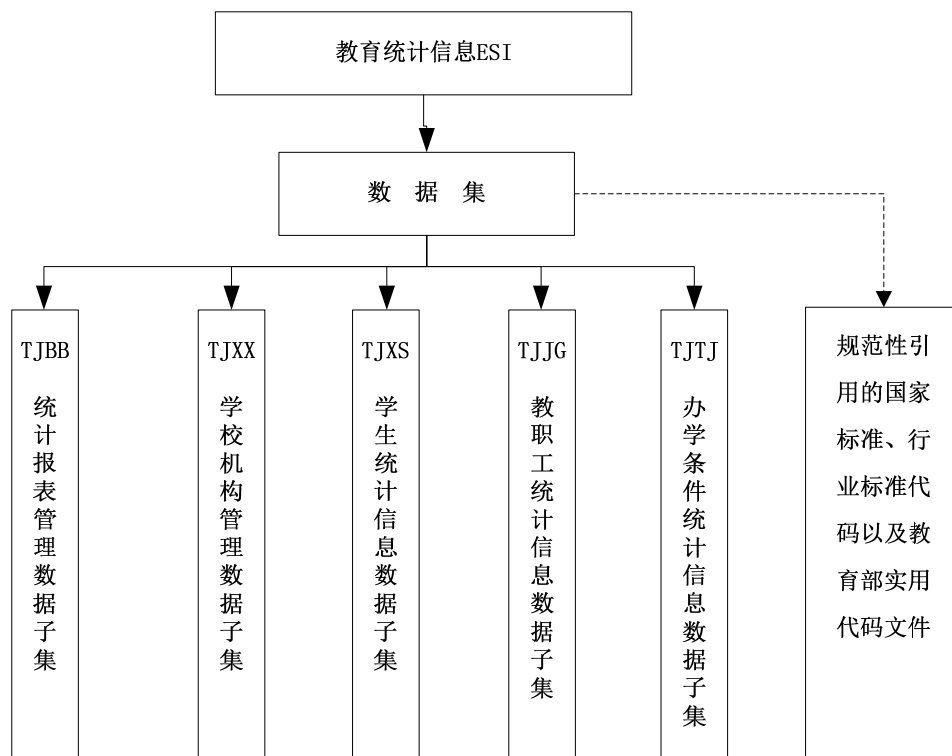 教育统计信息ESI
数 据 集
TJBB
统计报表管理数据子集
TJXX
学校机构管理数据子集
TJXS
学生统计信息数据子集
TJJG
教职工统计信息数据子集
TJTJ
办学条件统计信息数据子集
规范性引
用的国家
标准、行
业标准代
码以及教
育部实用
代码文件